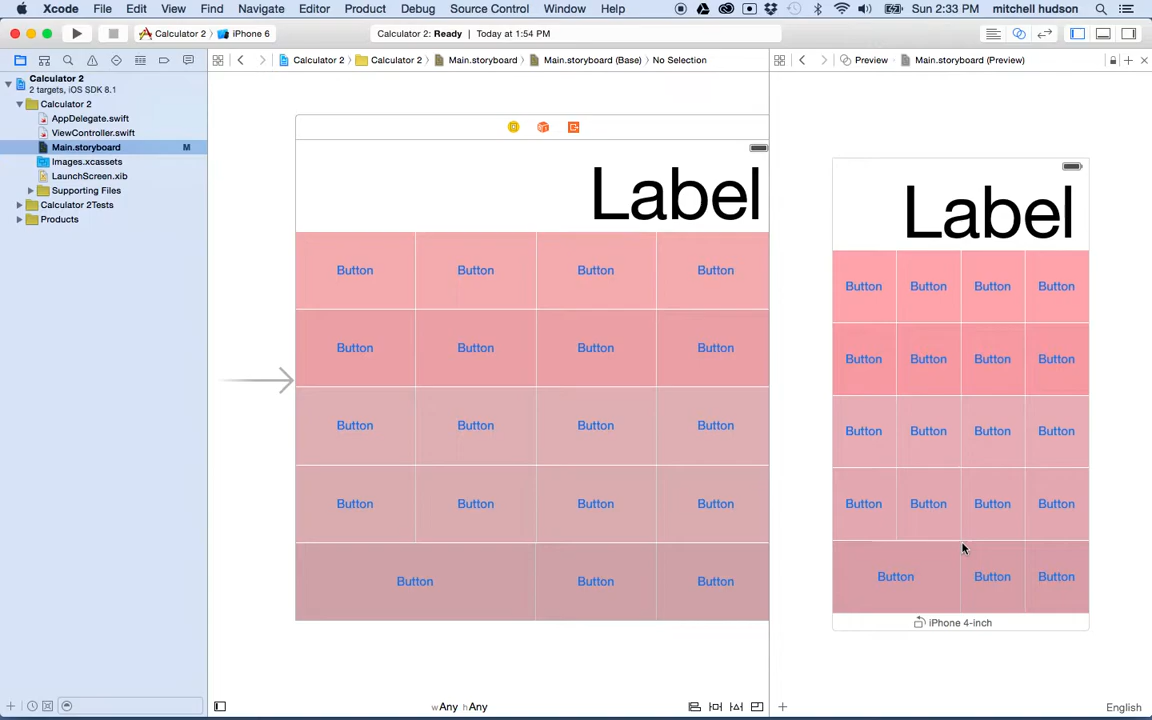 Xcode File Edit View Find Navigate Editor Product Debug Source Control Window Help Sun 2:33 PM mitchell hudson
Calculator 2 iPhone 6 Calculator 2: Ready | Today at 1:54 PM
Calculator 2 Calculator 2 Main.storyboard Main.storyboard (Base) No Selection Preview Main.storyboard (Preview)
Calculator 2
2 targets, iOS SDK 8.1
Calculator 2
AppDelegate.swift
ViewController.swift
Main.storyboard M
Images.xcassets
LaunchScreen.xib
Supporting Files
Calculator 2Tests
Products
Label
Button Button Button Button
Button Button Button Button
Button Button Button Button
Button Button Button Button
Button Button Button
wAny hAny
Label
Button Button Button Button
Button Button Button Button
Button Button Button Button
Button Button Button Button
Button Button Button
iPhone 4-inch
English